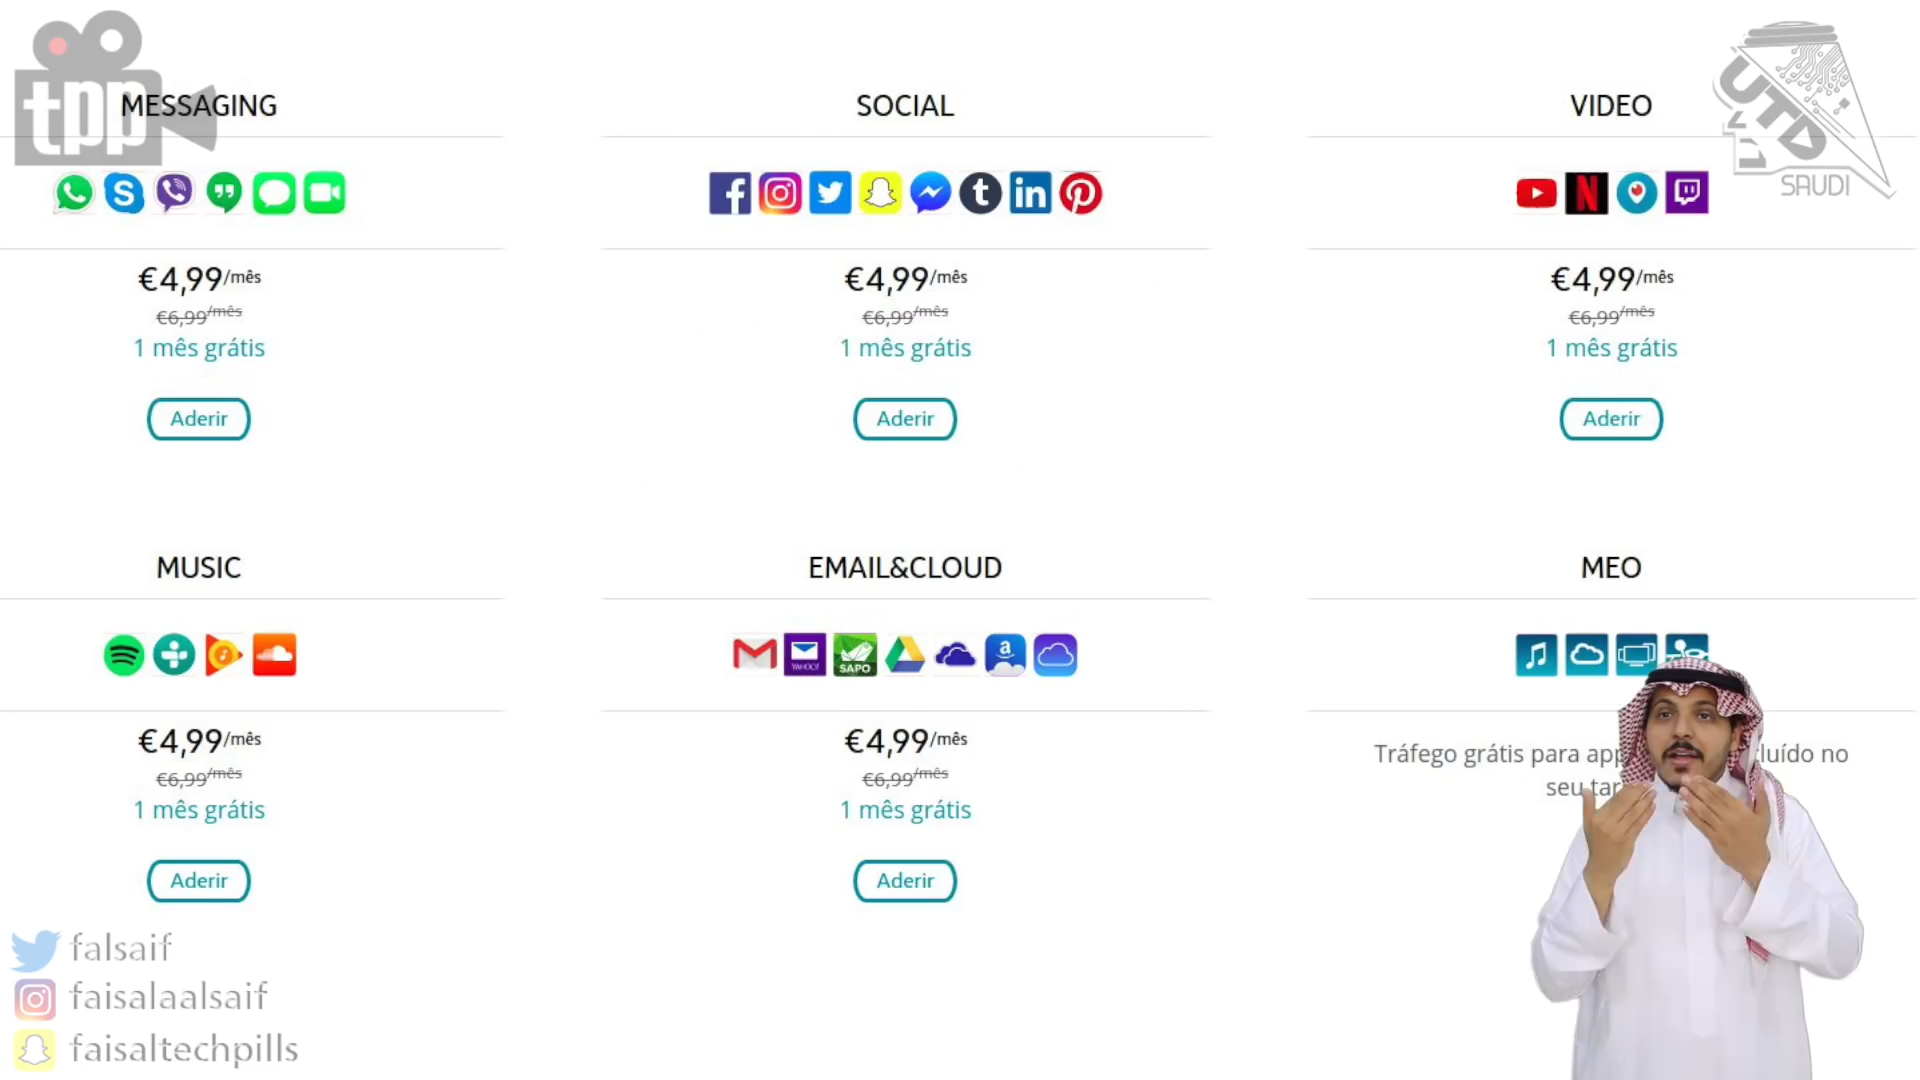 tpp
UTD
SAUDI
MESSAGING
SOCIAL
VIDEO
€4,99/mês
€6,99/mês
1 mês grátis
Aderir
€4,99/mês
€6,99/mês
1 mês grátis
Aderir
€4,99/mês
€6,99/mês
1 mês grátis
Aderir
MUSIC
EMAIL&CLOUD
MEO
YAHOO!
SAPO
€4,99/mês
€6,99/mês
1 mês grátis
Aderir
€4,99/mês
€6,99/mês
1 mês grátis
Aderir
Tráfego grátis para no
seu
falsaif
faisalaalsaif
faisaltechpills